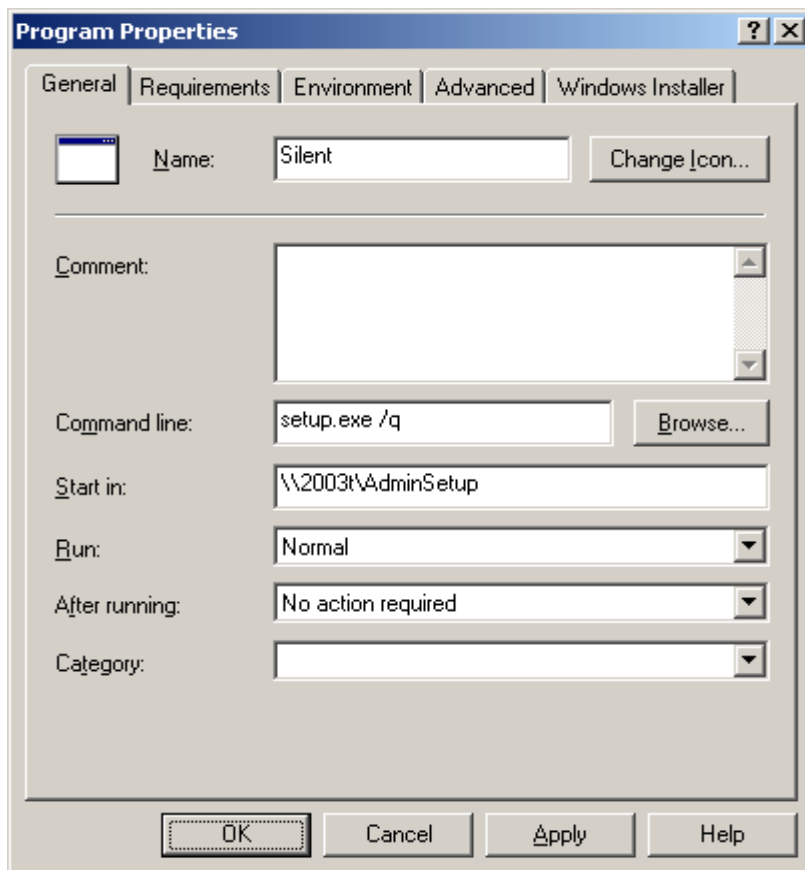 Program Properties
General Requirements Environment Advanced Windows Installer
Name: Silent Change Icon...
Comment:
Command line: setup.exe /q Browse...
Start in: \\2003t\AdminSetup
Run: Normal
After running: No action required
Category:
OK Cancel Apply Help